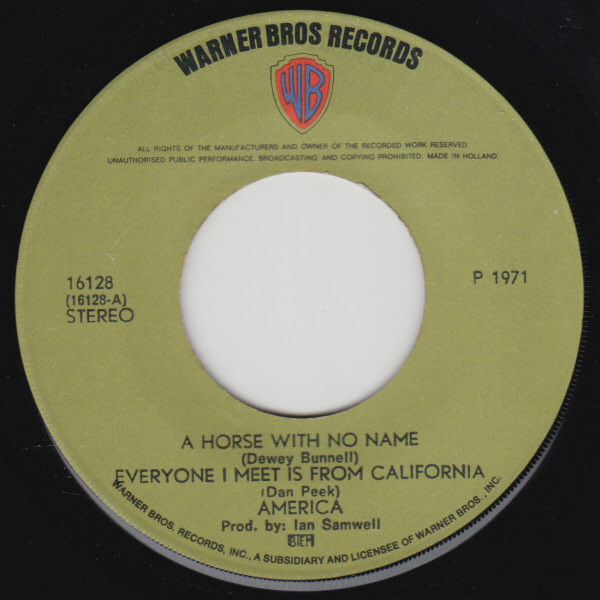 WARNER BROS RECORDS
WB
ALL RIGHTS OF THE MANUFACTURERS AND OWNER OF THE RECORDED WORK RESERVED.
UNAUTHORISED PUBLIC PERFORMANCE, BROADCASTING AND COPYING PROHIBITED. MADE IN HOLLAND.
16128
(16128-A)
STEREO
P 1971
A HORSE WITH NO NAME
(Dewey Bunnell)
EVERYONE I MEET IS FROM CALIFORNIA
(Dan Peek)
AMERICA
Prod. by: Ian Samwell
BIEM
WARNER BROS. RECORDS, INC., A SUBSIDIARY AND LICENSEE OF WARNER BROS., INC.